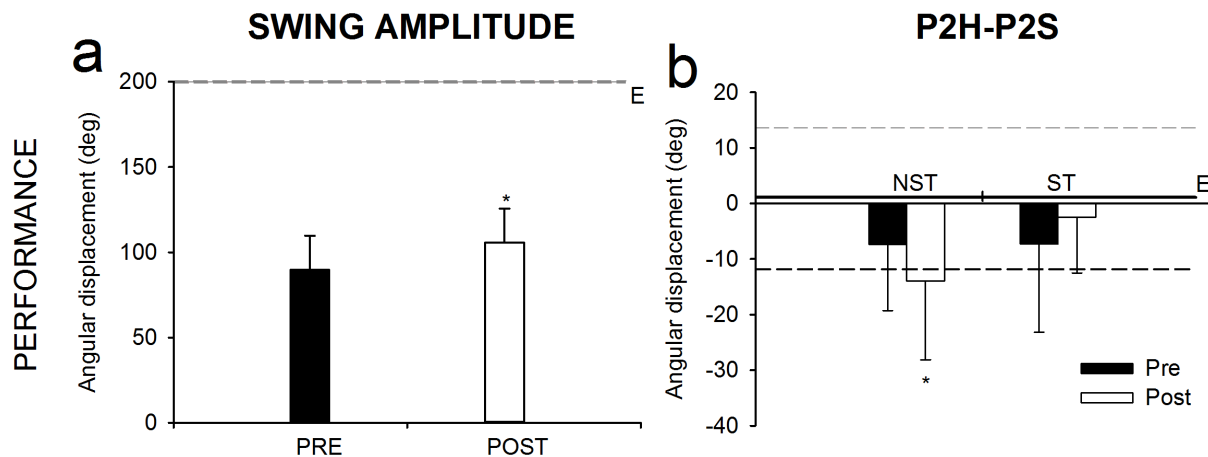 SWING AMPLITUDE
P2H-P2S
a
b
PERFORMANCE
Angular displacement (deg)
200
150
100
50
0
E
*
PRE
POST
Angular displacement (deg)
20
10
0
-10
-20
-30
-40
NST
ST
E
*
Pre
Post